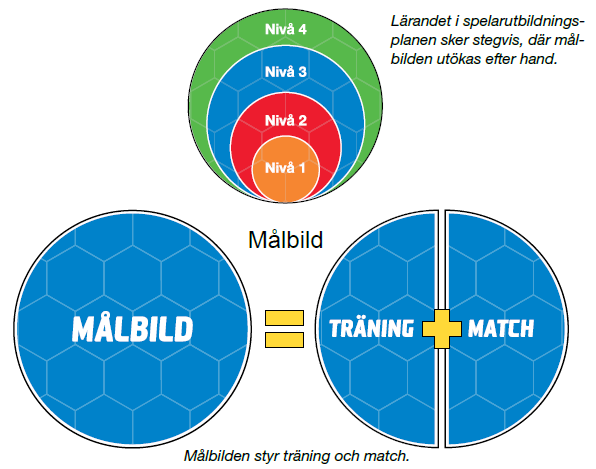 Nivå 4
Nivå 3
Nivå 2
Nivå 1
Lärandet i spelarutbildnings-
planen sker stegvis, där mål-
bilden utökas efter hand.
Målbild
MÅLBILD
TRÄNING
MATCH
Målbilden styr träning och match.